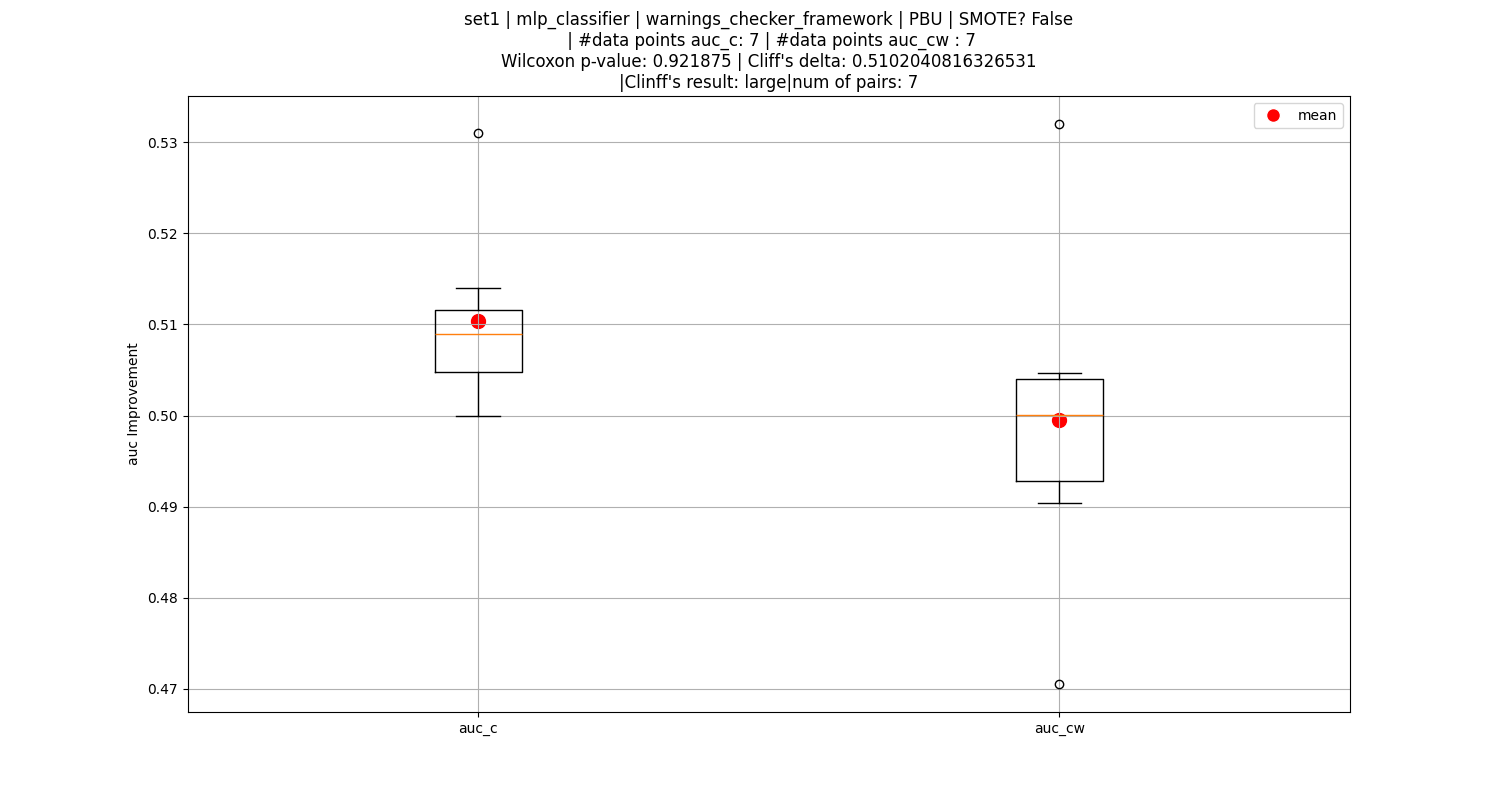 set1 | mlp_classifier | warnings_checker_framework | PBU | SMOTE? False
| #data points auc_c: 7 | #data points auc_cw : 7
Wilcoxon p-value: 0.921875 | Cliff's delta: 0.5102040816326531
|Clinff's result: large|num of pairs: 7
mean
0.53
0.52
0.51
0.50
0.49
0.48
0.47
auc Improvement
auc_c
auc_cw